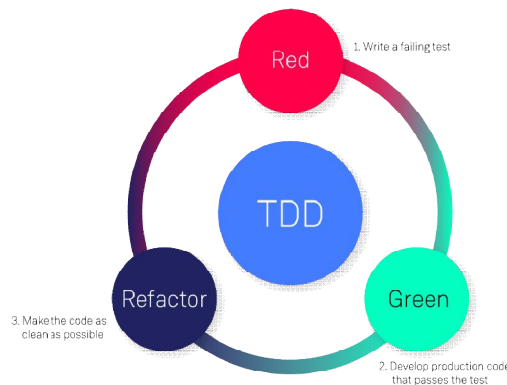 Red
1. Write a failing test
TDD
Refactor
Green
3. Make the code as
clean as possible
2. Develop production code
that passes the test